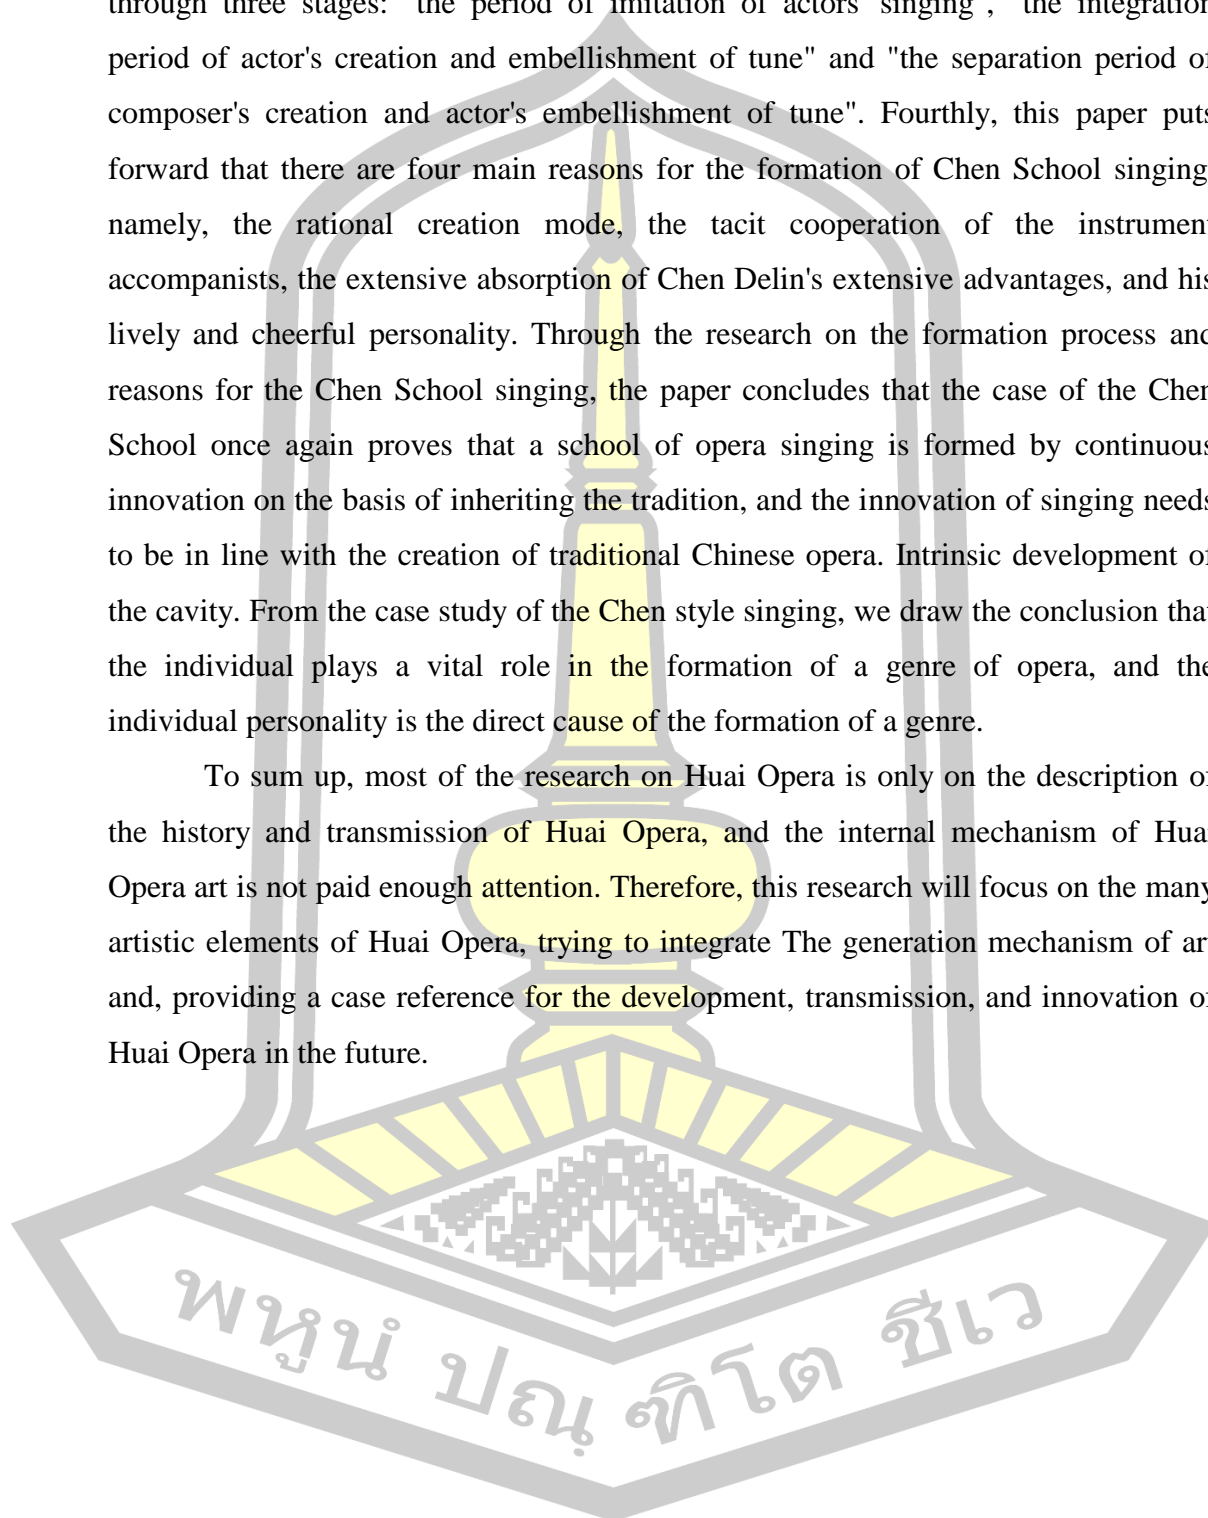 through three stages: "the period of imitation of actors' singing", "the integration
period of actor's creation and embellishment of tune" and "the separation period of
composer's creation and actor's embellishment of tune". Fourthly, this paper puts
forward that there are four main reasons for the formation of Chen School singing
namely, the rational creation mode, the tacit cooperation of the instrument
accompanists, the extensive absorption of Chen Delin's extensive advantages, and his
lively and cheerful personality. Through the research on the formation process and
reasons for the Chen School singing, the paper concludes that the case of the Chen
School once again proves that a school of opera singing is formed by continuous
innovation on the basis of inheriting the tradition, and the innovation of singing needs
to be in line with the creation of traditional Chinese opera. Intrinsic development of
the cavity. From the case study of the Chen style singing, we draw the conclusion that
the individual plays a vital role in the formation of a genre of opera, and the
individual personality is the direct cause of the formation of a genre.
To sum up, most of the research on Huai Opera is only on the description of
the history and transmission of Huai Opera, and the internal mechanism of Huai
Opera art is not paid enough attention. Therefore, this research will focus on the many
artistic elements of Huai Opera, trying to integrate The generation mechanism of art
and, providing a case reference for the development, transmission, and innovation of
Huai Opera in the future.
พหูนํ ปณฺฑิโต ชีเว